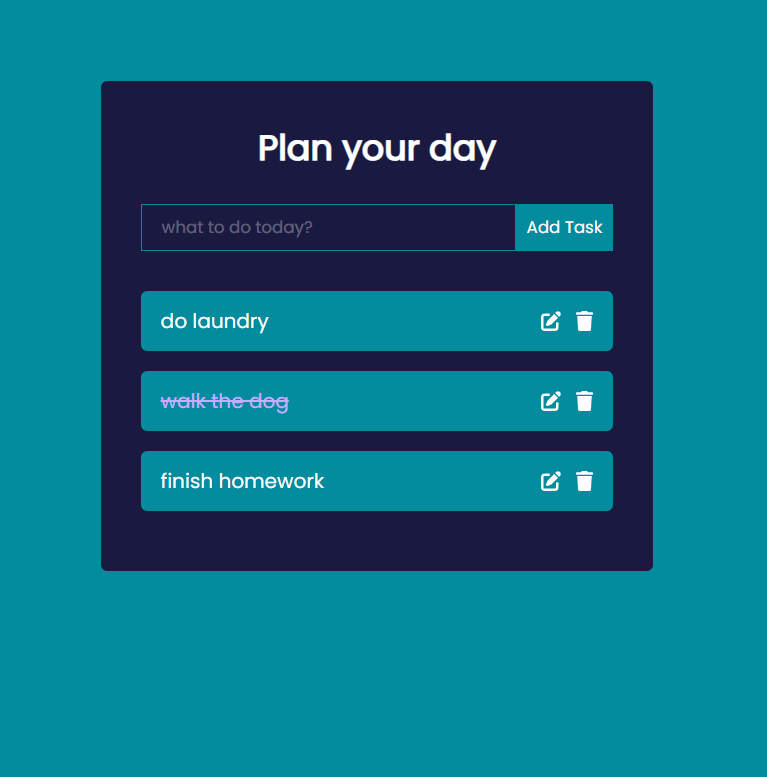 Plan your day
what to do today? Add Task
do laundry
walk the dog
finish homework